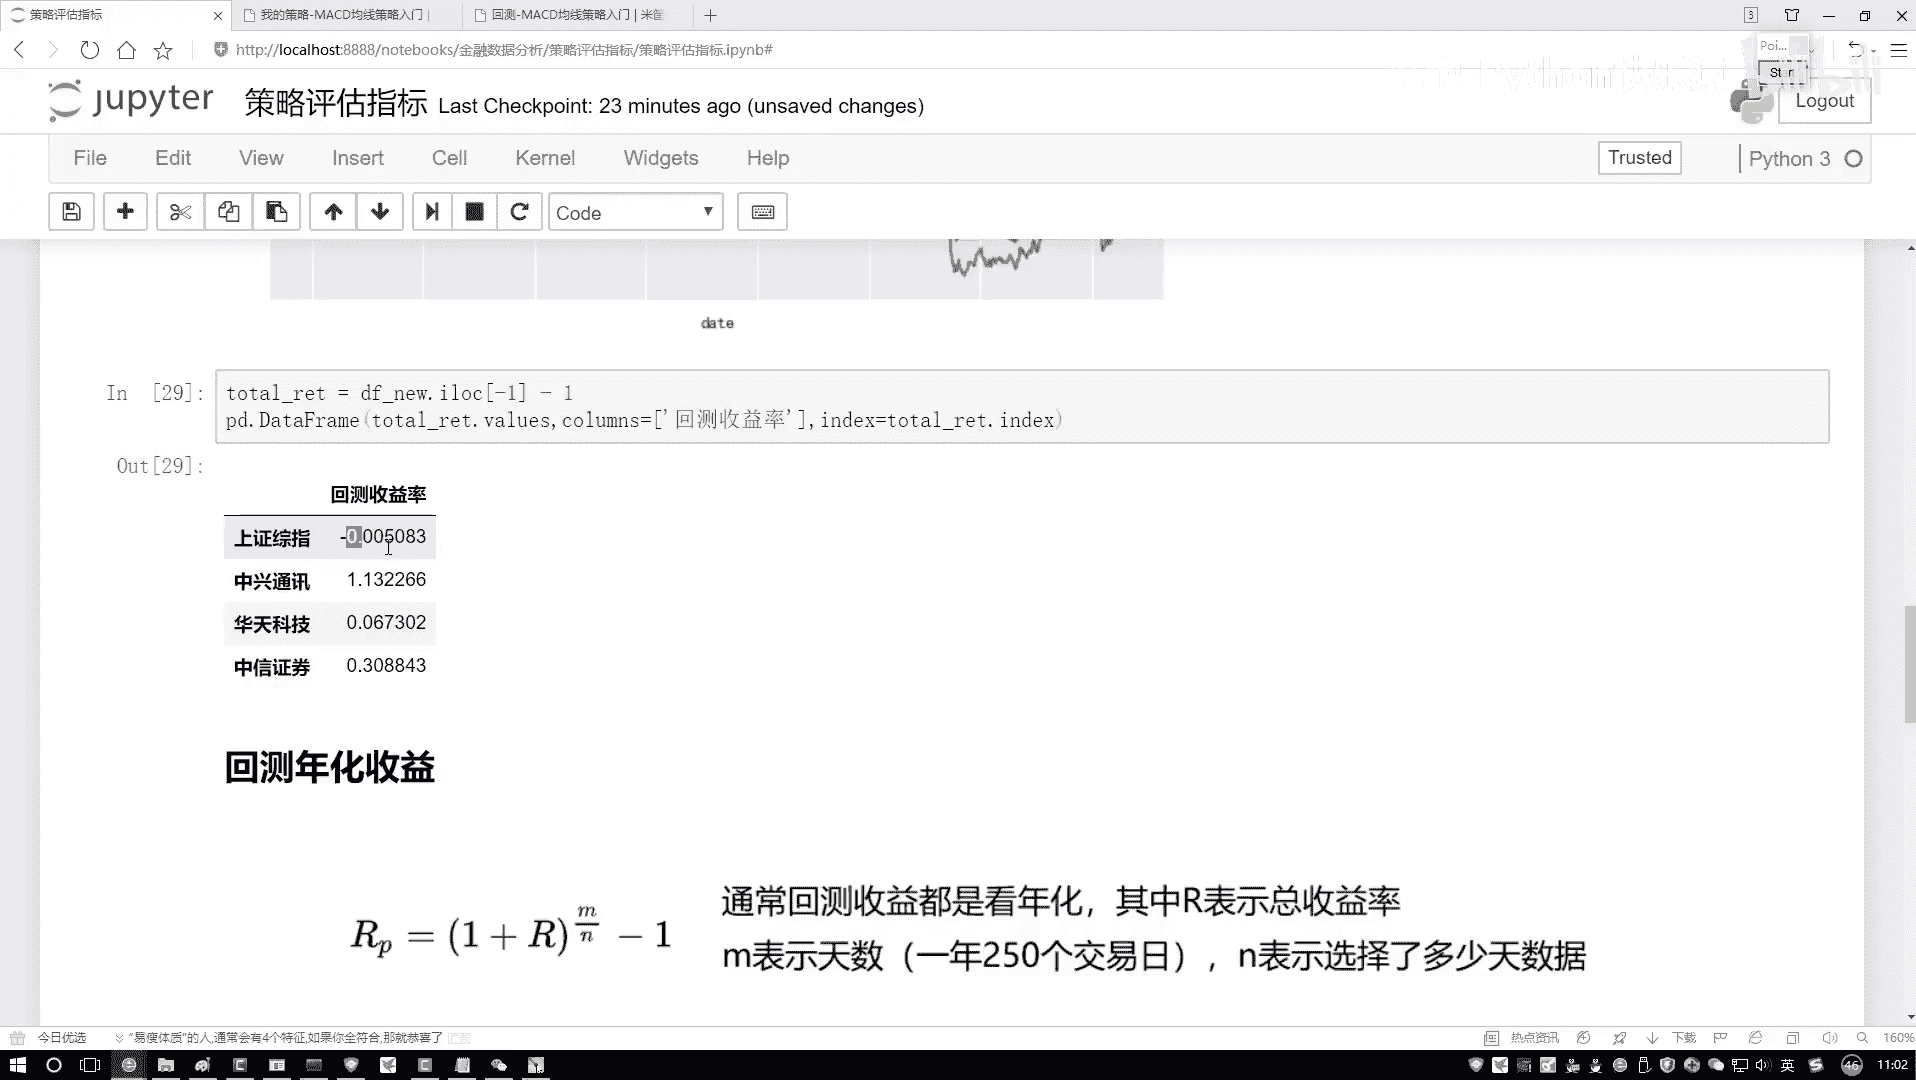 策略评估指标
我的策略-MACD均线策略入门 |
回测-MACD均线策略入门 | 米筐
3
http://localhost:8888/notebooks/金融数据分析/策略评估指标/策略评估指标.ipynb#
Poi...
Start
jupyter 策略评估指标 Last Checkpoint: 23 minutes ago (unsaved changes)
Logout
File Edit View Insert Cell Kernel Widgets Help
Trusted
Python 3
Code
date
In [29]: total_ret = df_new.iloc[-1] - 1
pd.DataFrame(total_ret.values,columns=['回测收益率'],index=total_ret.index)
Out[29]:
回测收益率
上证综指 -0.005083
中兴通讯 1.132266
华天科技 0.067302
中信证券 0.308843
回测年化收益
R_p = (1 + R)^{m/n} − 1
通常回测收益都是看年化，其中R表示总收益率
m表示天数（一年250个交易日），n表示选择了多少天数据
今日优选
“易瘦体质”的人,通常会有4个特征,如果你全符合,那就恭喜了
热点资讯
下载
160%
英
46
11:02